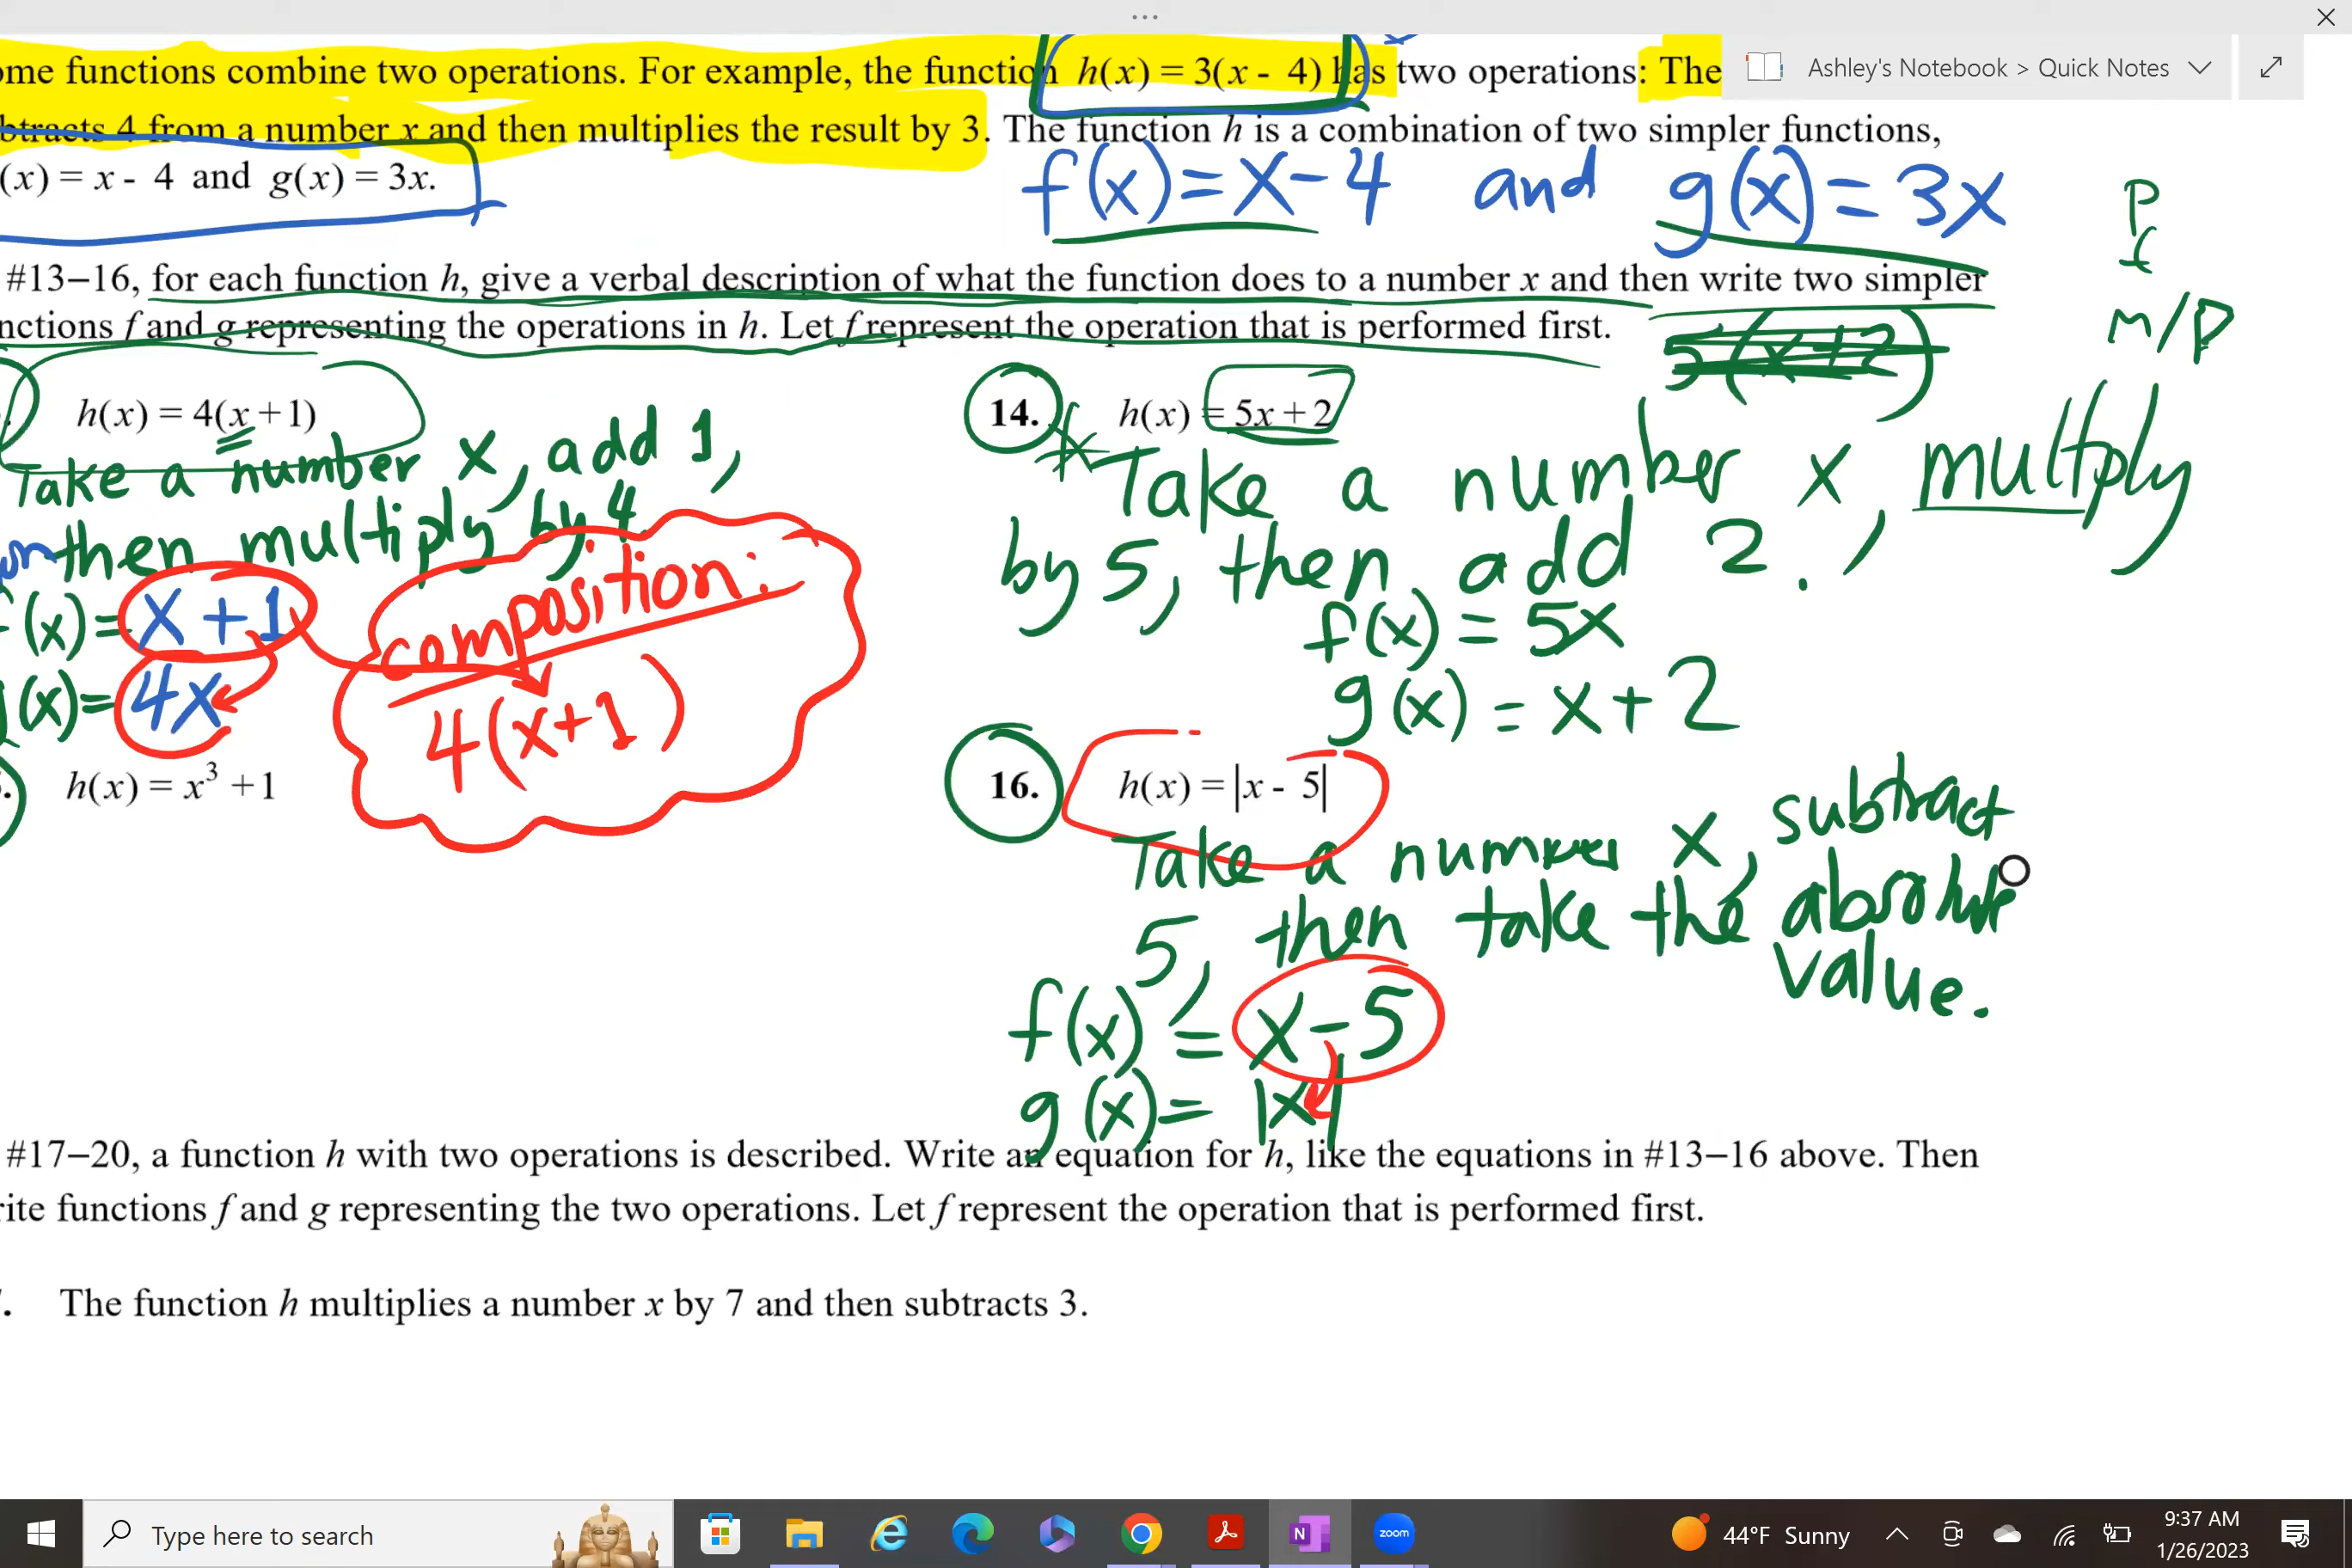 ome functions combine two operations. For example, the function h(x) = 3(x - 4) has two operations: The
Ashley's Notebook > Quick Notes
btracts 4 from a number x and then multiplies the result by 3. The function h is a combination of two simpler functions,
(x) = x - 4 and g(x) = 3x.
f(x) = x - 4 and g(x) = 3x
P
M/P
#13–16, for each function h, give a verbal description of what the function does to a number x and then write two simpler
nctions f and g representing the operations in h. Let f represent the operation that is performed first.
5(x+2)
h(x) = 4(x + 1)
Take a number x, add 1,
then multiply by 4
f(x) = x + 1
(x) = 4x
composition:
4(x+1)
14. h(x) = 5x + 2
Take a number x, multiply
by 5, then add 2.
f(x) = 5x
g(x) = x + 2
. h(x) = x³ + 1
16. h(x) = |x - 5|
Take a number x, subtract
5, then take the absolute
value.
f(x) = x - 5
g(x) = |x|
#17–20, a function h with two operations is described. Write an equation for h, like the equations in #13–16 above. Then
rite functions f and g representing the two operations. Let f represent the operation that is performed first.
. The function h multiplies a number x by 7 and then subtracts 3.
Type here to search
zoom
44°F Sunny
9:37 AM
1/26/2023